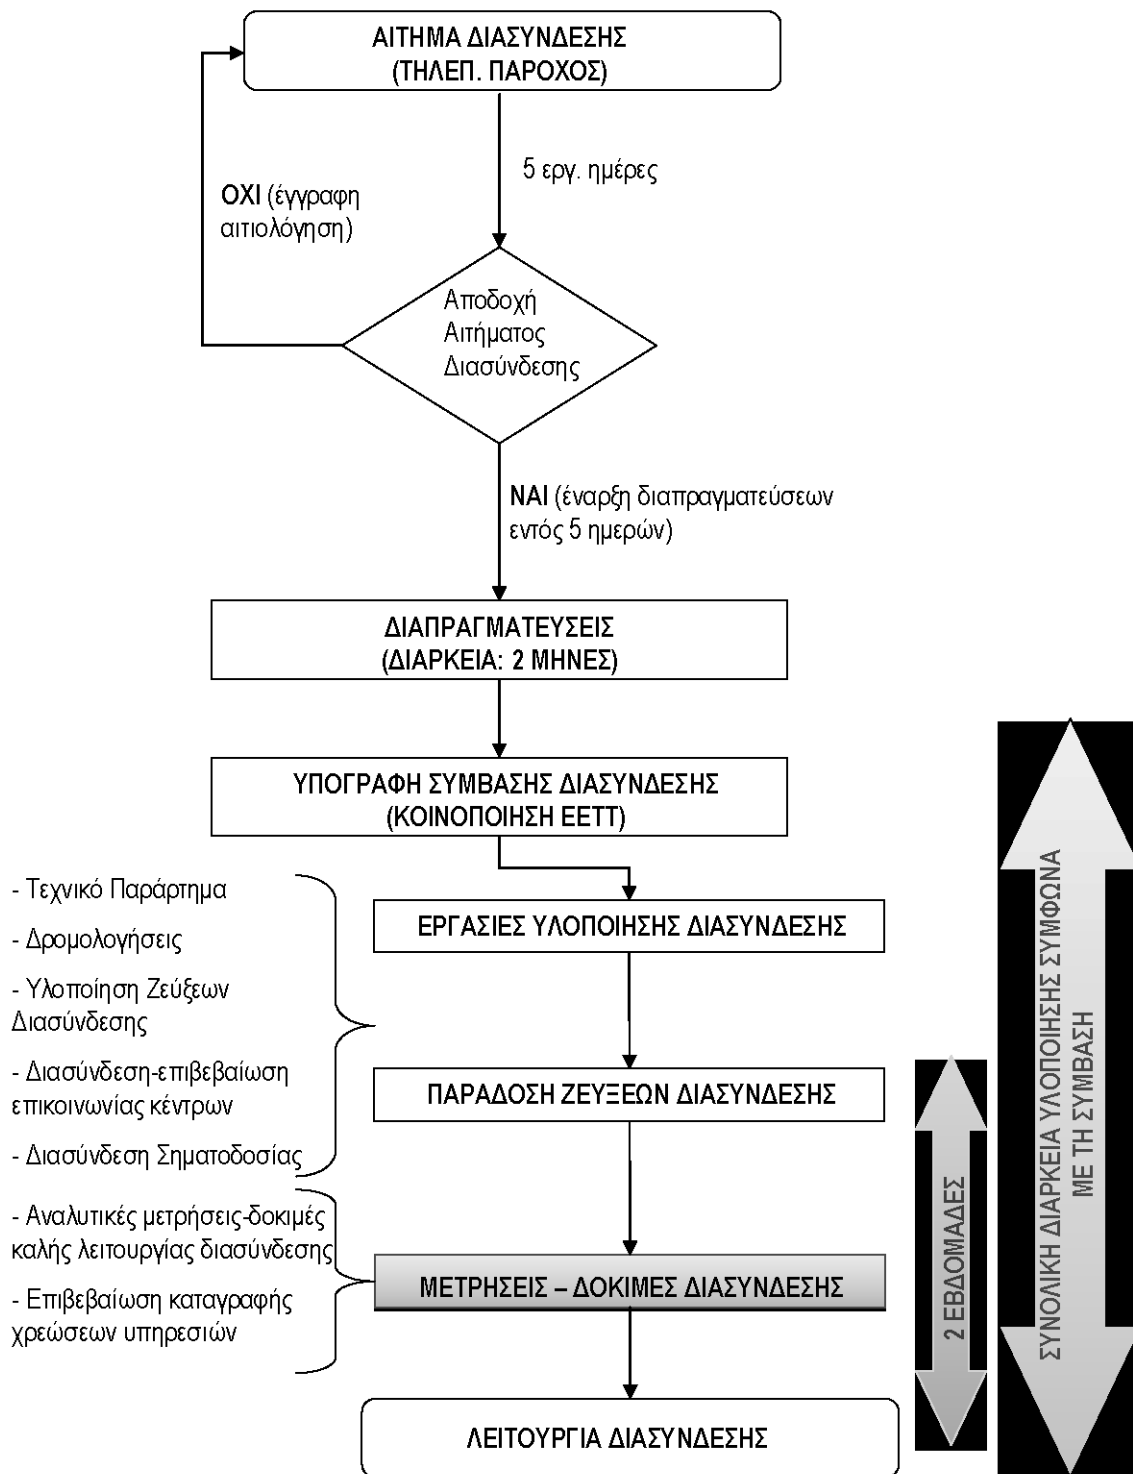 ΑΙΤΗΜΑ ΔΙΑΣΥΝΔΕΣΗΣ
(ΤΗΛΕΠ. ΠΑΡΟΧΟΣ)
5 εργ. ημέρες
ΟΧΙ (έγγραφη
αιτιολόγηση)
Αποδοχή
Αιτήματος
Διασύνδεσης
ΝΑΙ (έναρξη διαπραγματεύσεων
εντός 5 ημερών)
ΔΙΑΠΡΑΓΜΑΤΕΥΣΕΙΣ
(ΔΙΑΡΚΕΙΑ: 2 ΜΗΝΕΣ)
ΥΠΟΓΡΑΦΗ ΣΥΜΒΑΣΗΣ ΔΙΑΣΥΝΔΕΣΗΣ
(ΚΟΙΝΟΠΟΙΗΣΗ ΕΕΤΤ)
- Τεχνικό Παράρτημα
- Δρομολογήσεις
- Υλοποίηση Ζεύξεων
Διασύνδεσης
- Διασύνδεση-επιβεβαίωση
επικοινωνίας κέντρων
- Διασύνδεση Σηματοδοσίας
- Αναλυτικές μετρήσεις-δοκιμές
καλής λειτουργίας διασύνδεσης
- Επιβεβαίωση καταγραφής
χρεώσεων υπηρεσιών
ΕΡΓΑΣΙΕΣ ΥΛΟΠΟΙΗΣΗΣ ΔΙΑΣΥΝΔΕΣΗΣ
ΠΑΡΑΔΟΣΗ ΖΕΥΞΕΩΝ ΔΙΑΣΥΝΔΕΣΗΣ
ΜΕΤΡΗΣΕΙΣ – ΔΟΚΙΜΕΣ ΔΙΑΣΥΝΔΕΣΗΣ
ΛΕΙΤΟΥΡΓΙΑ ΔΙΑΣΥΝΔΕΣΗΣ
2 ΕΒΔΟΜΑΔΕΣ
ΣΥΝΟΛΙΚΗ ΔΙΑΡΚΕΙΑ ΥΛΟΠΟΙΗΣΗΣ ΣΥΜΦΩΝΑ
ΜΕ ΤΗ ΣΥΜΒΑΣΗ